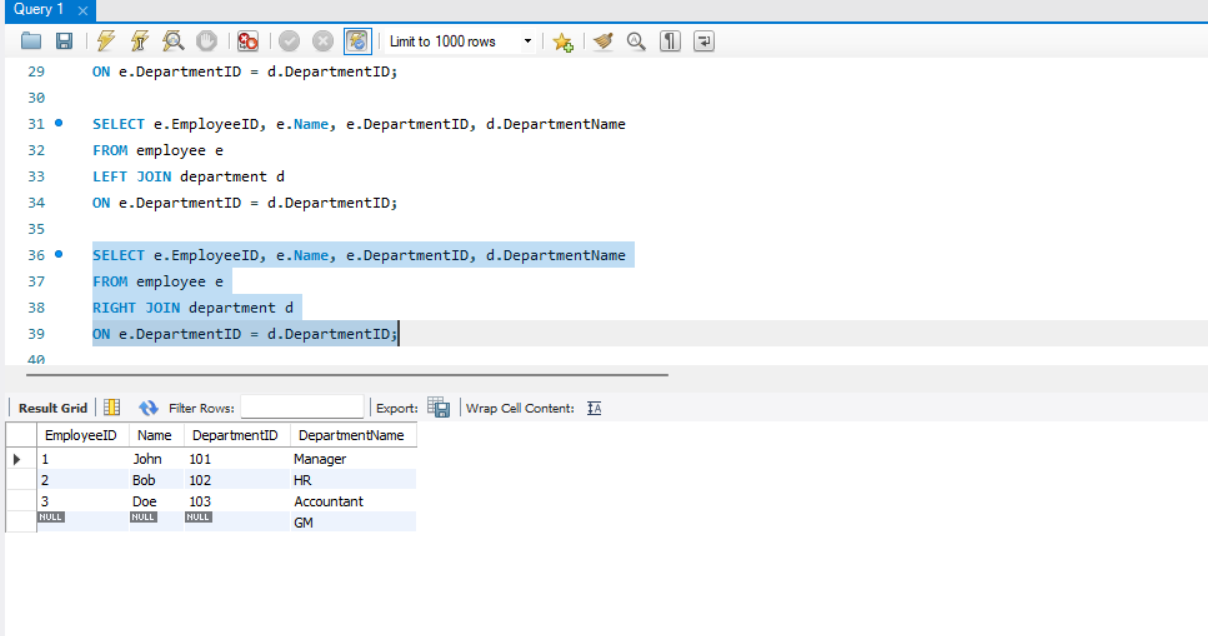 Query 1
Limit to 1000 rows
29 ON e.DepartmentID = d.DepartmentID;
30
31 SELECT e.EmployeeID, e.Name, e.DepartmentID, d.DepartmentName
32 FROM employee e
33 LEFT JOIN department d
34 ON e.DepartmentID = d.DepartmentID;
35
36 SELECT e.EmployeeID, e.Name, e.DepartmentID, d.DepartmentName
37 FROM employee e
38 RIGHT JOIN department d
39 ON e.DepartmentID = d.DepartmentID;
40
Result Grid Filter Rows: Export: Wrap Cell Content:
EmployeeID Name DepartmentID DepartmentName
1 John 101 Manager
2 Bob 102 HR
3 Doe 103 Accountant
NULL NULL NULL GM